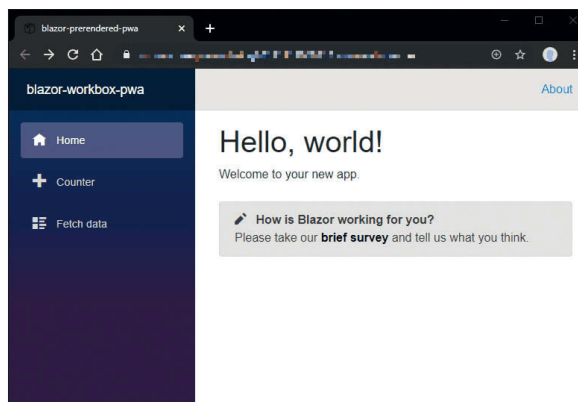 blazor-prerendered-pwa
blazor-workbox-pwa
About
Home
Counter
Fetch data
Hello, world!
Welcome to your new app.
How is Blazor working for you?
Please take our brief survey and tell us what you think.